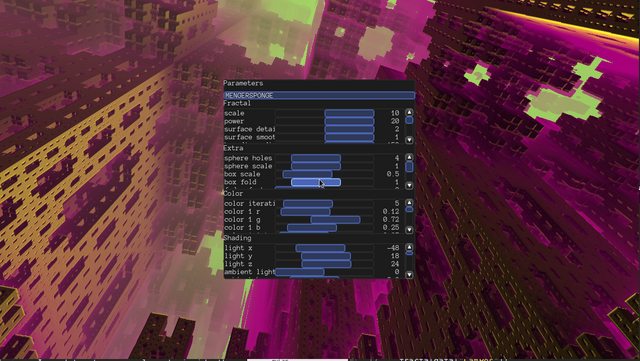 Parameters
MENGERSPONGE
Fractal
scale 10
power 20
surface detai 2
surface smoot 1
Extra
sphere holes 4
sphere scale 1
box scale 0.5
box fold 1
Color
color iterati 5
color 1 r 0.12
color 1 g 0.72
color 1 b 0.25
Shading
light x -48
light y 18
light z 24
ambient light 0